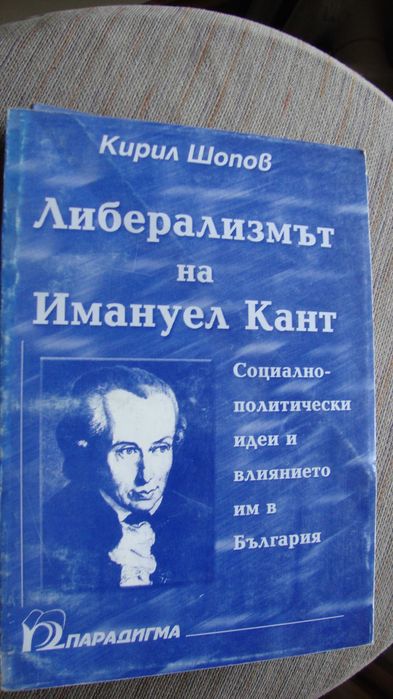 Кирил Шопов
Либерализмът
на
Имануел Кант
Социално-
политически
идеи и
влиянието
им в
България
ПАРАДИГМА